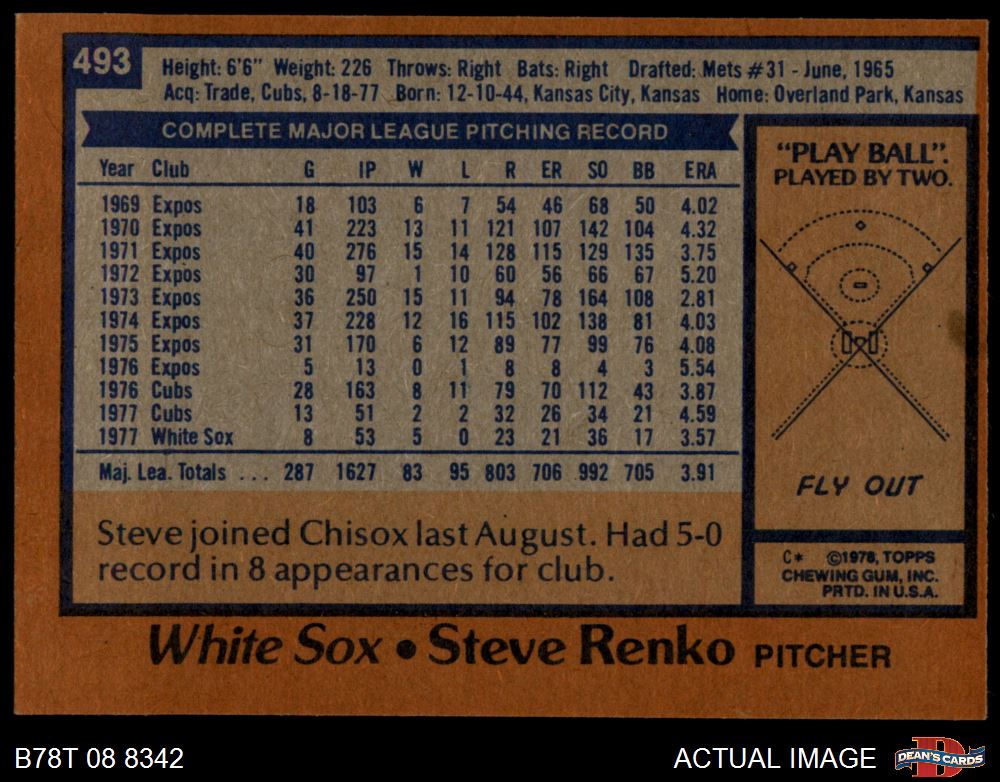 493
Height: 6'6" Weight: 226 Throws: Right Bats: Right Drafted: Mets #31 - June, 1965
Acq: Trade, Cubs, 8-18-77 Born: 12-10-44, Kansas City, Kansas Home: Overland Park, Kansas
COMPLETE MAJOR LEAGUE PITCHING RECORD
Year Club G IP W L R ER SO BB ERA
1969 Expos 18 103 6 7 54 46 68 50 4.02
1970 Expos 41 223 13 11 121 107 142 104 4.32
1971 Expos 40 276 15 14 128 115 129 135 3.75
1972 Expos 30 97 1 10 60 56 66 67 5.20
1973 Expos 36 250 15 11 94 78 164 108 2.81
1974 Expos 37 228 12 16 115 102 138 81 4.03
1975 Expos 31 170 6 12 89 77 99 76 4.08
1976 Expos 5 13 0 1 8 8 4 3 5.54
1976 Cubs 28 163 8 11 79 70 112 43 3.87
1977 Cubs 13 51 2 2 32 26 34 21 4.59
1977 White Sox 8 53 5 0 23 21 36 17 3.57
Maj. Lea. Totals ... 287 1627 83 95 803 706 992 705 3.91
Steve joined Chisox last August. Had 5-0
record in 8 appearances for club.
"PLAY BALL".
PLAYED BY TWO.
FLY OUT
C* ©1978, TOPPS
CHEWING GUM, INC.
PRTD. IN U.S.A.
White Sox • Steve Renko PITCHER
B78T 08 8342
ACTUAL IMAGE
D
DEAN'S CARDS